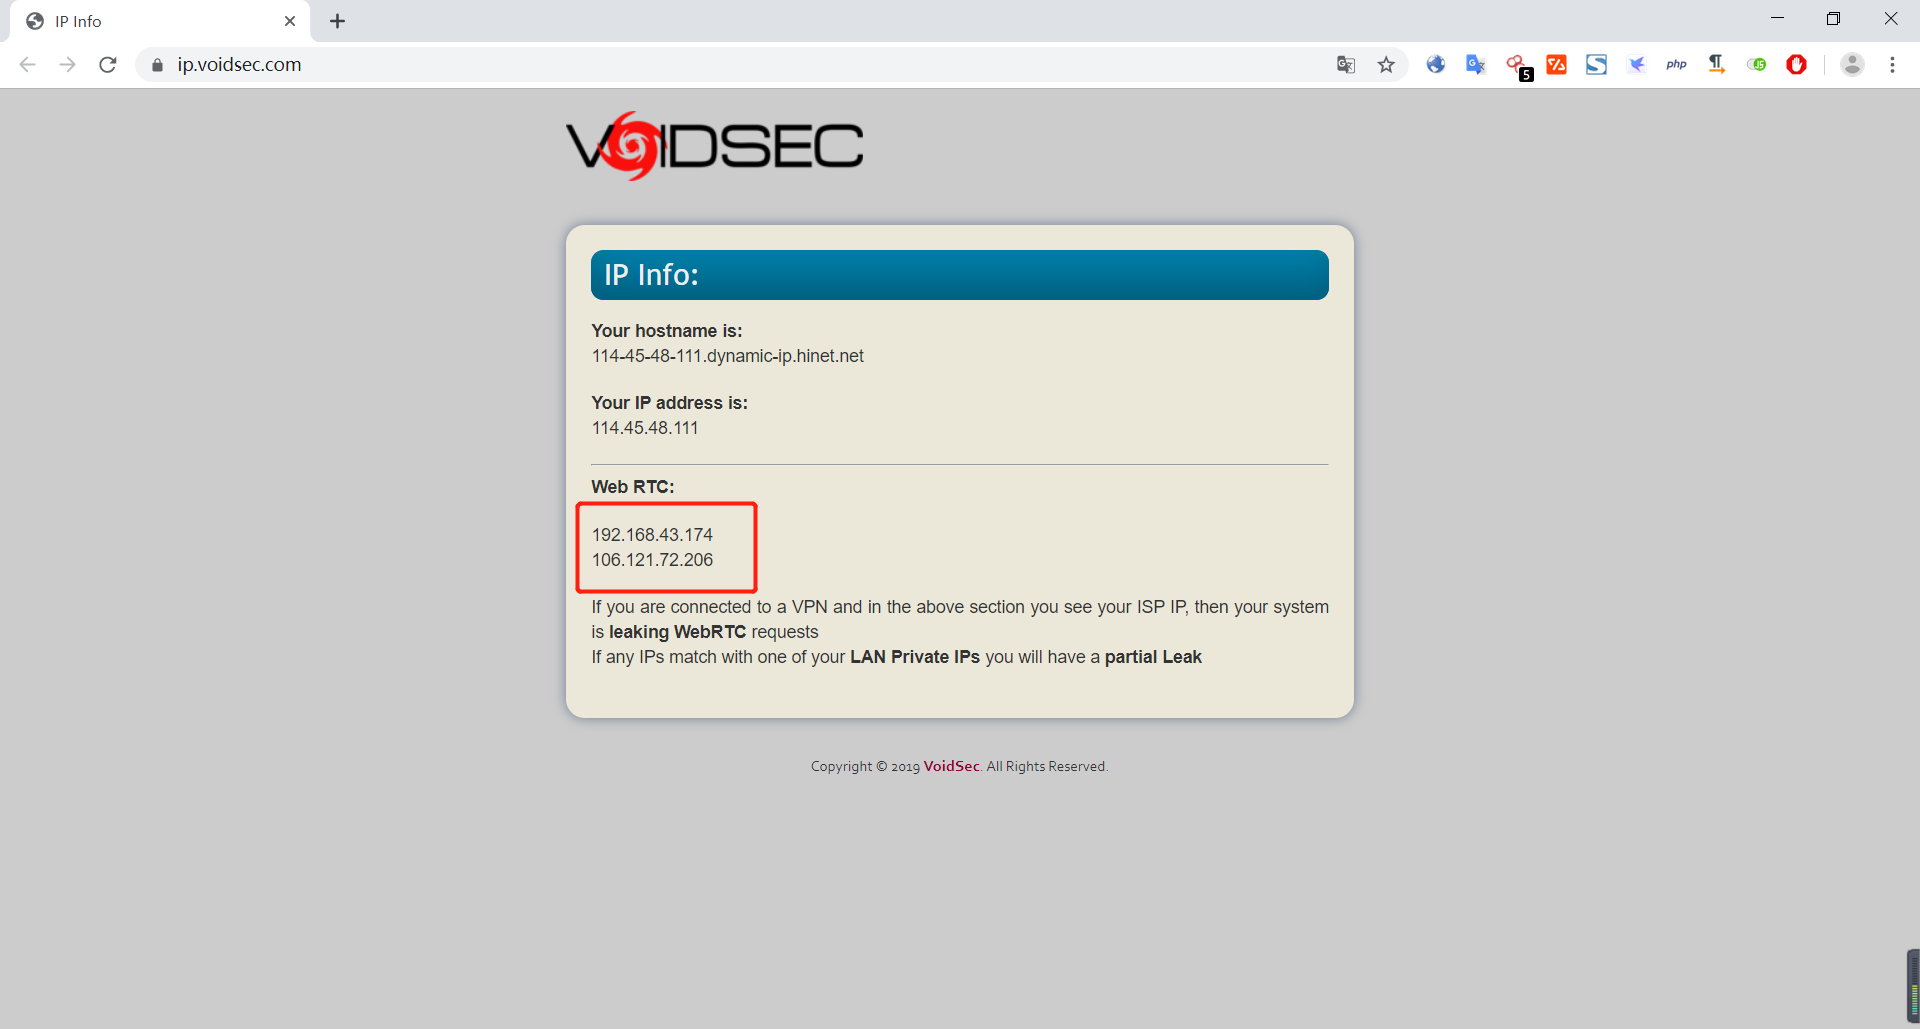 IP Info
ip.voidsec.com
5
php
JS
VOIDSEC
IP Info:
Your hostname is:
114-45-48-111.dynamic-ip.hinet.net
Your IP address is:
114.45.48.111
Web RTC:
192.168.43.174
106.121.72.206
If you are connected to a VPN and in the above section you see your ISP IP, then your system
is leaking WebRTC requests
If any IPs match with one of your LAN Private IPs you will have a partial Leak
Copyright © 2019 VoidSec. All Rights Reserved.